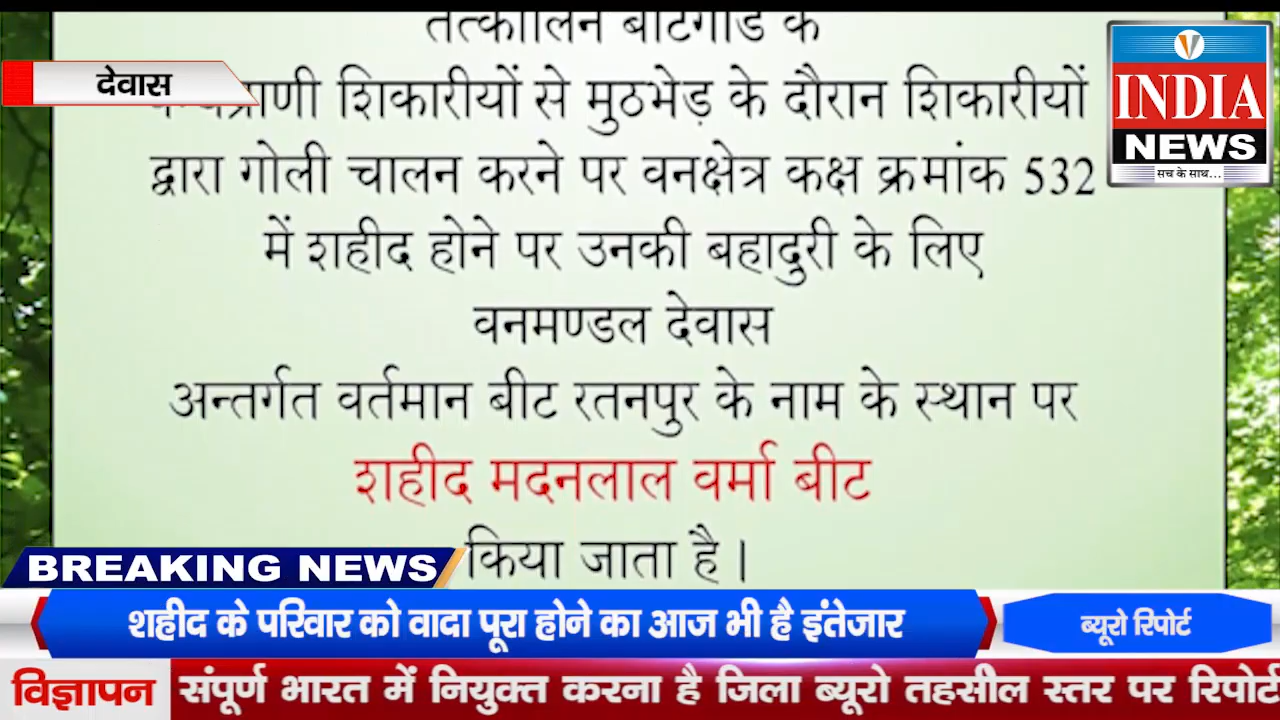 तत्कालिन बीटगार्ड के
देवास
शिकारीयों से मुठभेड़ के दौरान शिकारीयों
द्वारा गोली चालन करने पर वनक्षेत्र कक्ष क्रमांक 532
में शहीद होने पर उनकी बहादुरी के लिए
वनमण्डल देवास
अन्तर्गत वर्तमान बीट रतनपुर के नाम के स्थान पर
शहीद मदनलाल वर्मा बीट
किया जाता है।
INDIA
NEWS
सच के साथ...
BREAKING NEWS
शहीद के परिवार को वादा पूरा होने का आज भी है इंतेजार
ब्यूरो रिपोर्ट
विज्ञापन
संपूर्ण भारत में नियुक्त करना है जिला ब्यूरो तहसील स्तर पर रिपोर्ट